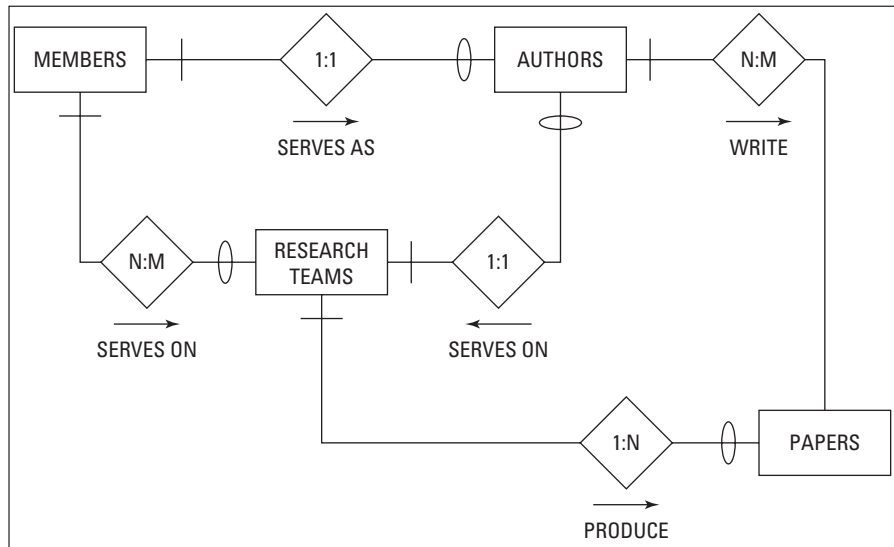 MEMBERS
1:1
AUTHORS
N:M
SERVES AS
WRITE
N:M
RESEARCH
TEAMS
1:1
SERVES ON
SERVES ON
1:N
PAPERS
PRODUCE